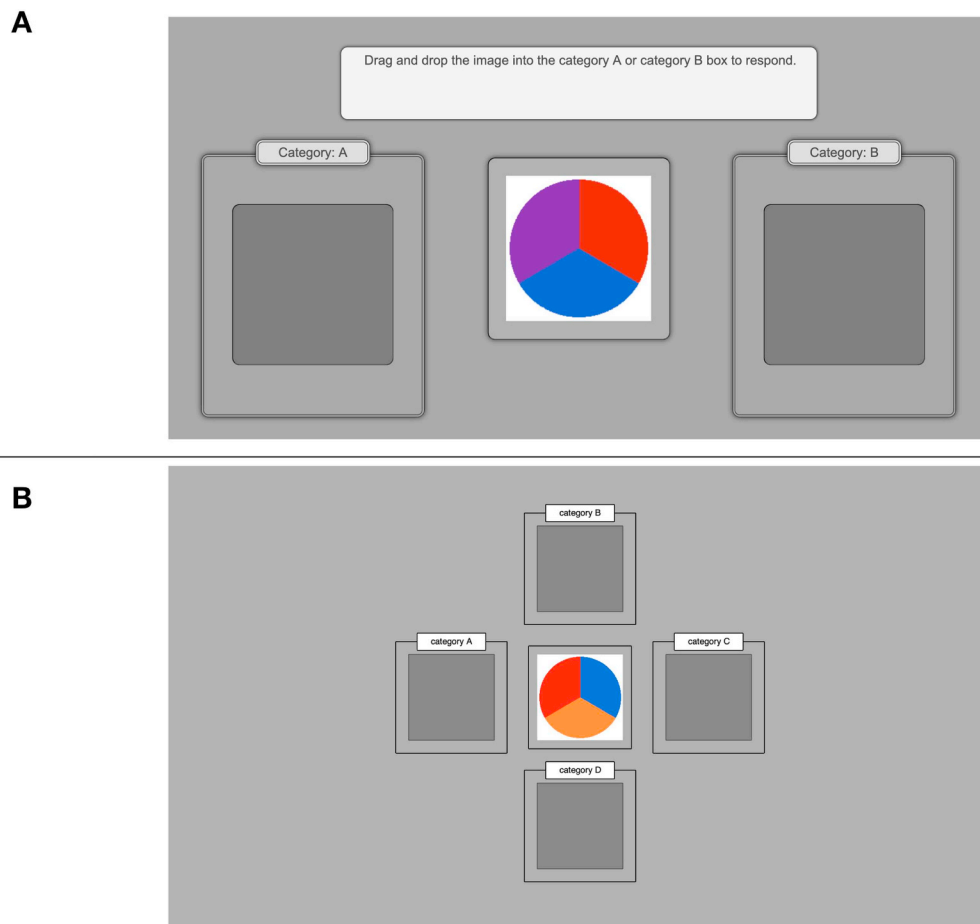 A
Drag and drop the image into the category A or category B box to respond.
Category: A
Category: B
B
category B
category A
category C
category D